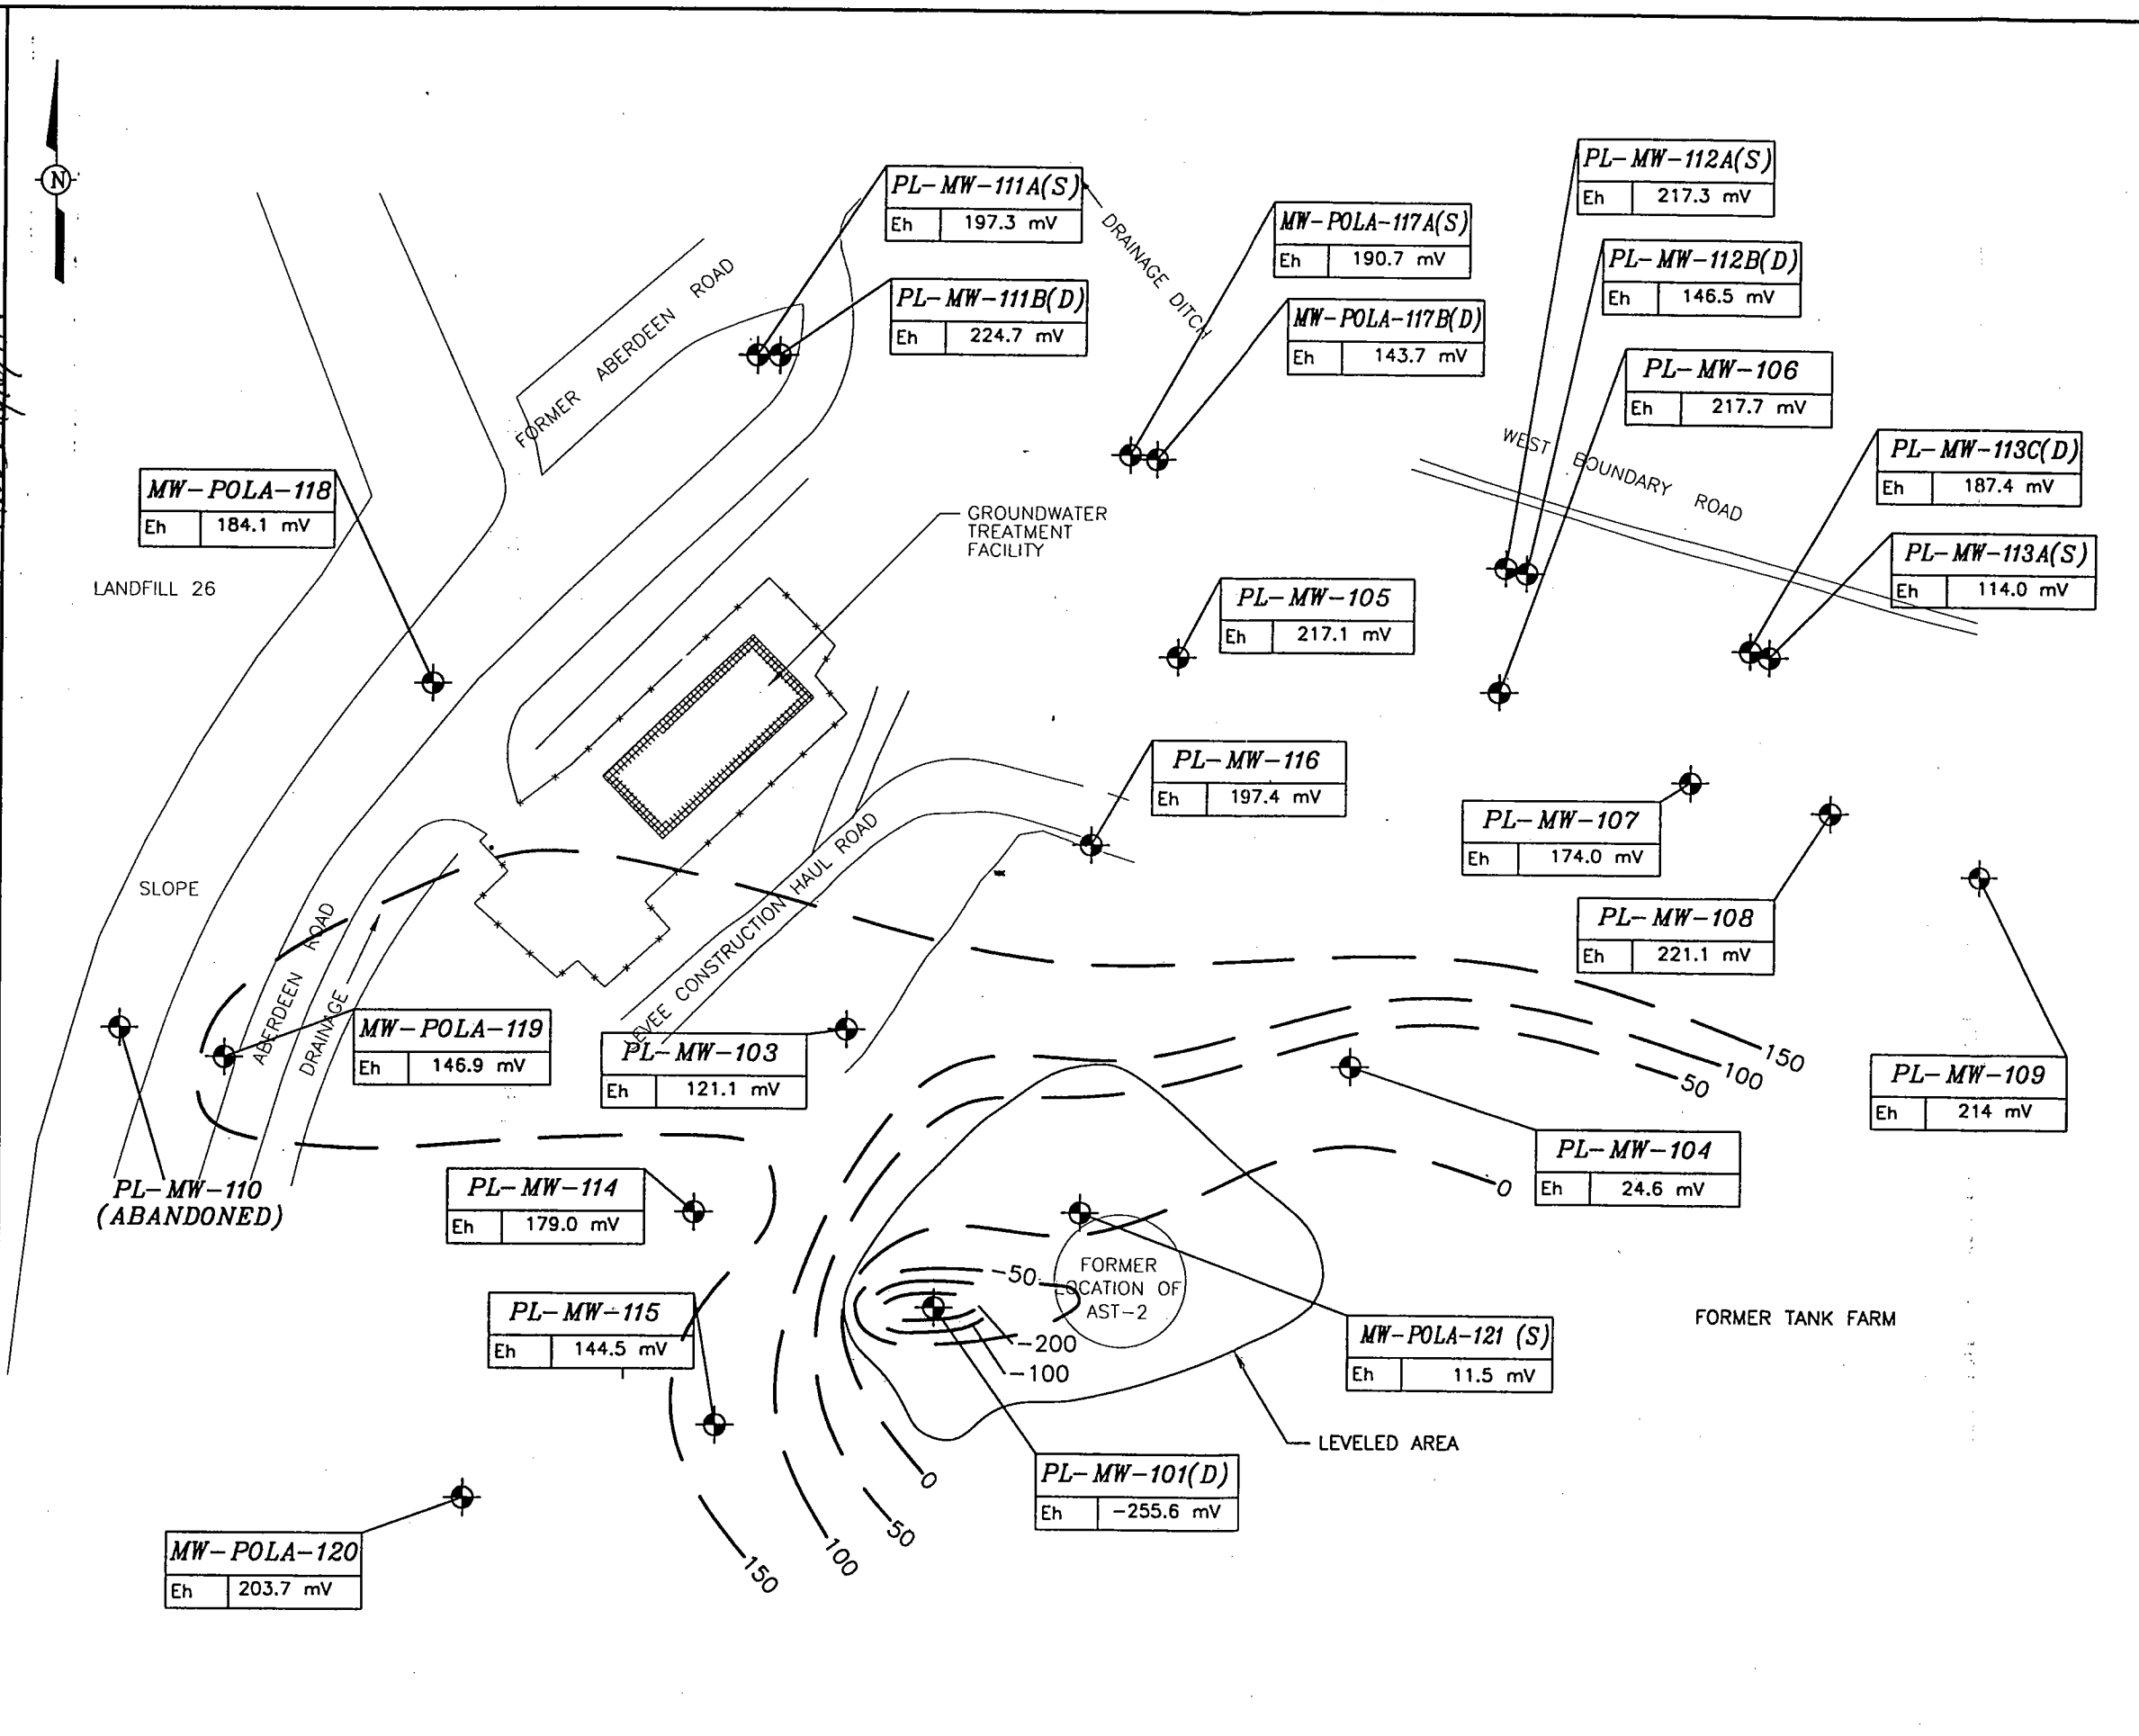 N
PL-MW-111A(S)
Eh 197.3 mV
PL-MW-111B(D)
Eh 224.7 mV
DRAINAGE DITCH
MW-POLA-117A(S)
Eh 190.7 mV
MW-POLA-117B(D)
Eh 143.7 mV
PL-MW-112A(S)
Eh 217.3 mV
PL-MW-112B(D)
Eh 146.5 mV
PL-MW-106
Eh 217.7 mV
FORMER ABERDEEN ROAD
WEST BOUNDARY ROAD
PL-MW-113C(D)
Eh 187.4 mV
PL-MW-113A(S)
Eh 114.0 mV
MW-POLA-118
Eh 184.1 mV
LANDFILL 26
GROUNDWATER
TREATMENT
FACILITY
PL-MW-105
Eh 217.1 mV
PL-MW-116
Eh 197.4 mV
PL-MW-107
Eh 174.0 mV
PL-MW-108
Eh 221.1 mV
SLOPE
ABERDEEN ROAD
DRAINAGE
LEVEE CONSTRUCTION HAUL ROAD
MW-POLA-119
Eh 146.9 mV
PL-MW-103
Eh 121.1 mV
150
100
50
0
PL-MW-109
Eh 214 mV
PL-MW-104
Eh 24.6 mV
PL-MW-110
(ABANDONED)
PL-MW-114
Eh 179.0 mV
FORMER
LOCATION OF
AST-2
-50
-200
-100
PL-MW-115
Eh 144.5 mV
MW-POLA-121 (S)
Eh 11.5 mV
FORMER TANK FARM
LEVELED AREA
PL-MW-101(D)
Eh -255.6 mV
0
50
100
150
MW-POLA-120
Eh 203.7 mV